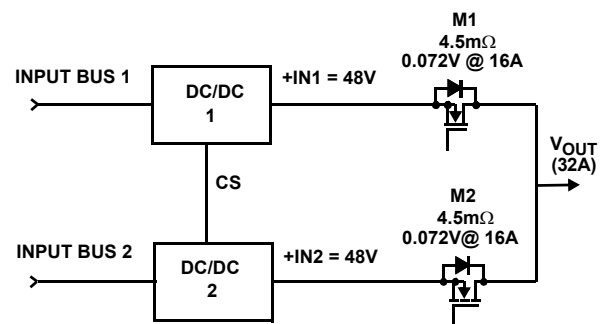 M1
4.5mΩ
0.072V @ 16A
INPUT BUS 1
DC/DC
1
+IN1 = 48V
VOUT
(32A)
CS
M2
4.5mΩ
0.072V@ 16A
INPUT BUS 2
DC/DC
2
+IN2 = 48V